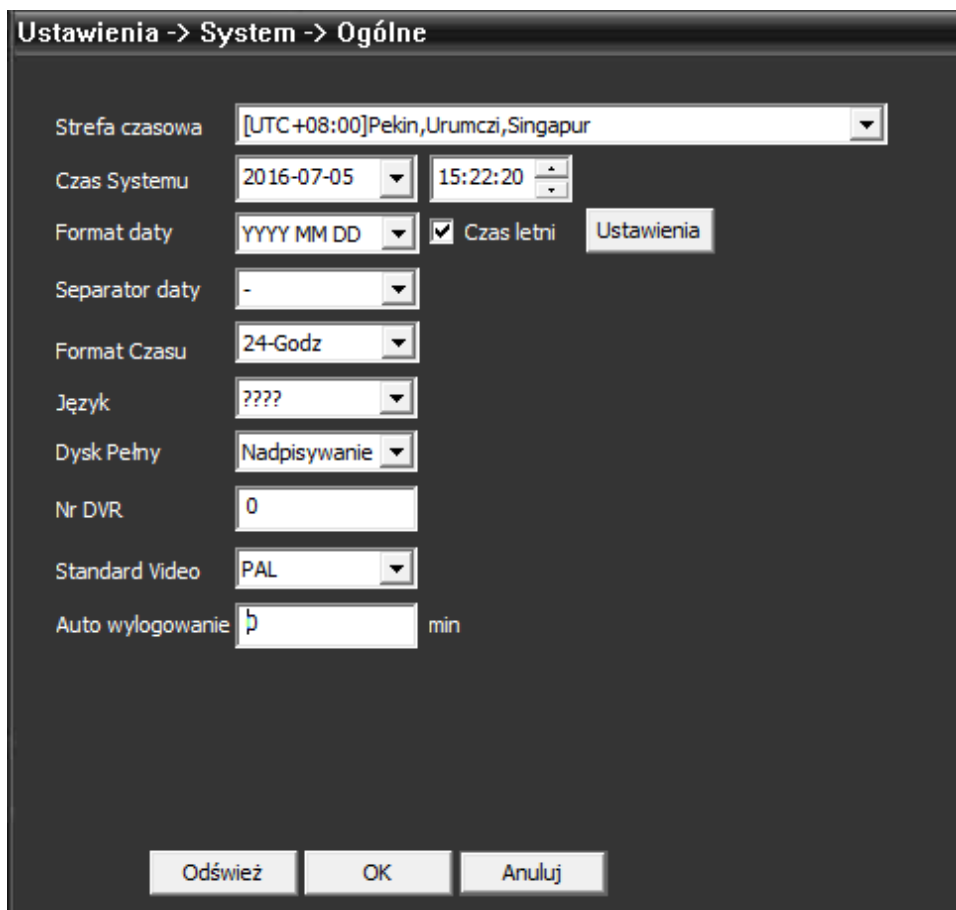 Ustawienia -> System -> Ogólne
Strefa czasowa [UTC+08:00]Pekin,Urumczi,Singapur
Czas Systemu 2016-07-05 15:22:20
Format daty YYYY MM DD Czas letni Ustawienia
Separator daty -
Format Czasu 24-Godz
Język ????
Dysk Pełny Nadpisywanie
Nr DVR 0
Standard Video PAL
Auto wylogowanie 0 min
Odśwież OK Anuluj